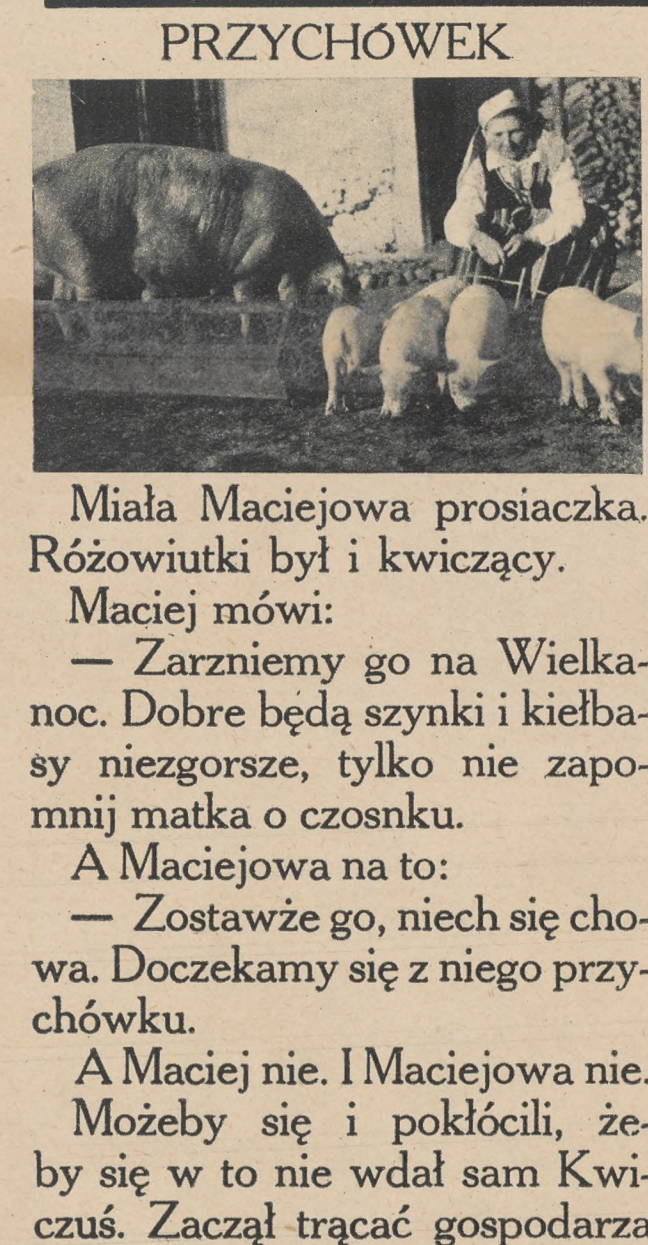 PRZYCHÓWEK
Miała Maciejowa prosiaczka.
Różowiutki był i kwiczący.
Maciej mówi:
— Zarzniemy go na Wielka-
noc. Dobre będą szynki i kiełba-
sy niezgorsze, tylko nie zapo-
mnij matka o czosnku.
A Maciejowa na to:
— Zostawże go, niech się cho-
wa. Doczekamy się z niego przy-
chówku.
A Maciej nie. I Maciejowa nie.
Możeby się i pokłócili, że-
by się w to nie wdał sam Kwi-
czuś. Zaczął trącać gospodarza